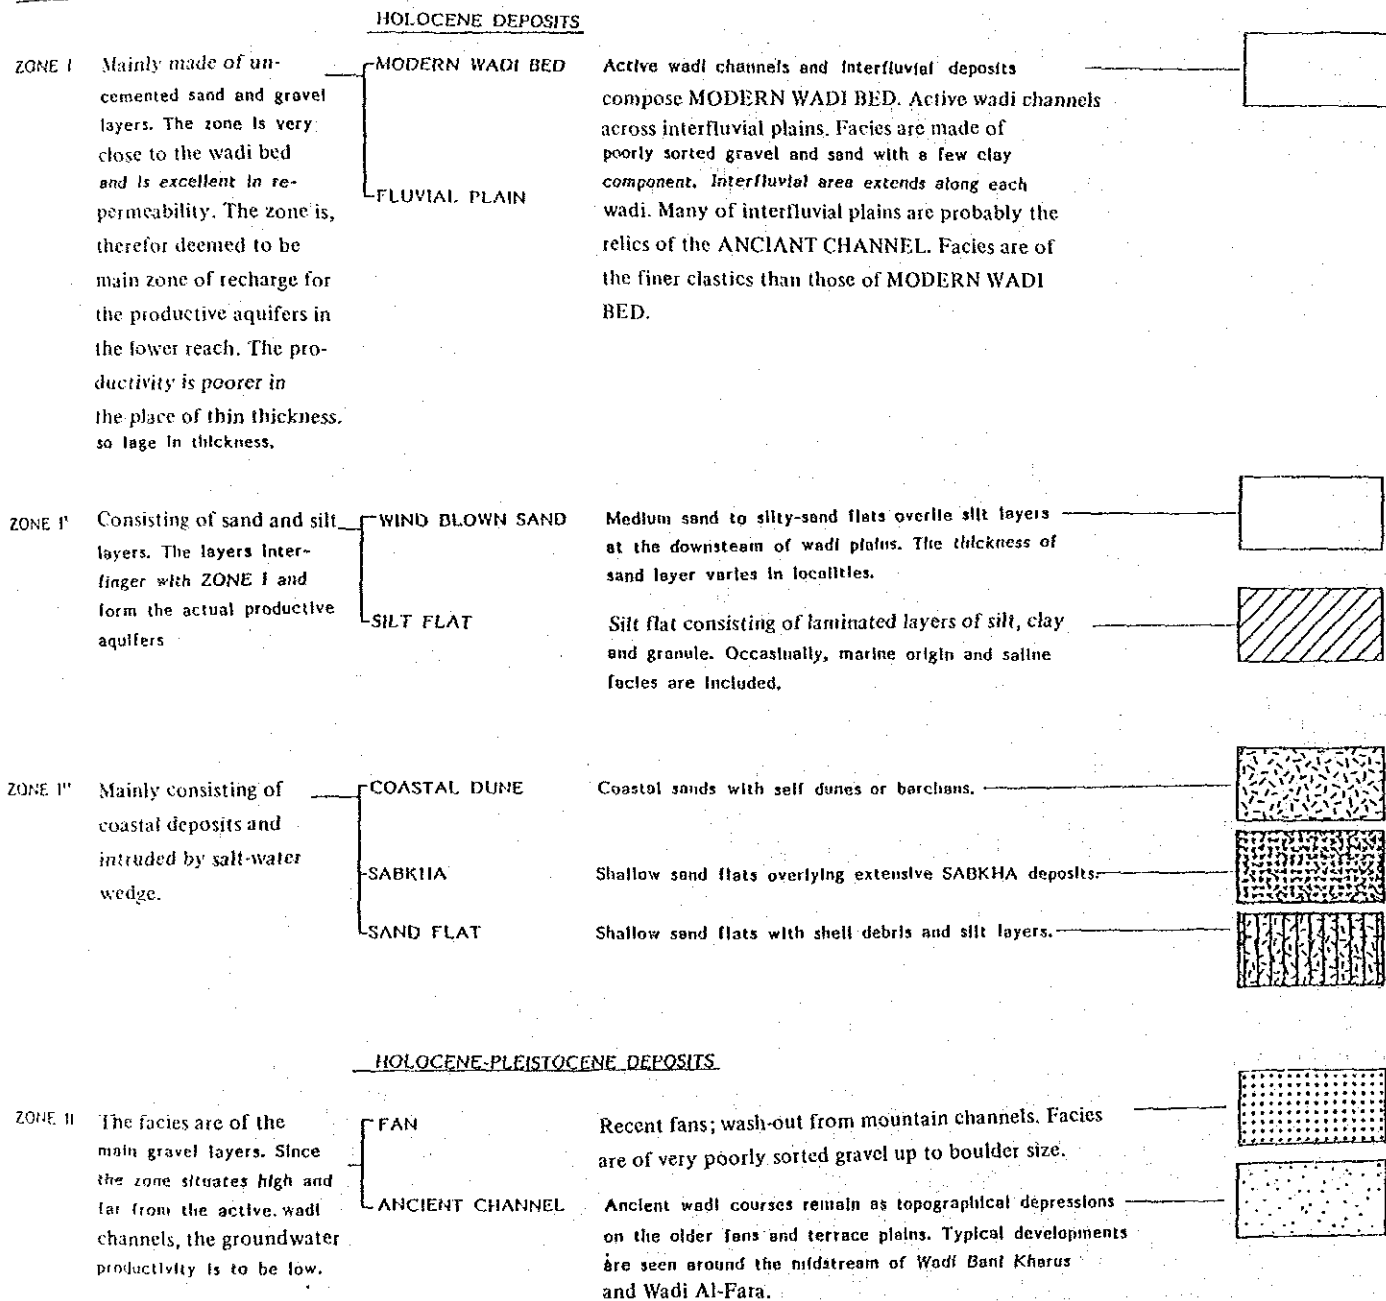 HOLOCENE DEPOSITS
ZONE I
Mainly made of un-
cemented sand and gravel
layers. The zone is very
close to the wadi bed
and is excellent in re-
permeability. The zone is,
therefor deemed to be
main zone of recharge for
the productive aquifers in
the lower reach. The pro-
ductivity is poorer in
the place of thin thickness.
so lage in thickness.
MODERN WADI BED
FLUVIAL PLAIN
Active wadi channels and interfluvial deposits
compose MODERN WADI BED. Active wadi channels
across interfluvial plains. Facies are made of
poorly sorted gravel and sand with a few clay
component. Interfluvial area extends along each
wadi. Many of interfluvial plains are probably the
relics of the ANCIANT CHANNEL. Facies are of
the finer clastics than those of MODERN WADI
BED.
ZONE I'
Consisting of sand and silt
layers. The layers inter-
finger with ZONE I and
form the actual productive
aquifers
WIND BLOWN SAND
Medium sand to silty-sand flats overlie silt layers
at the downsteam of wadi plains. The thickness of
sand layer varies in localities.
SILT FLAT
Silt flat consisting of laminated layers of silt, clay
and granule. Occasiually, marine origin and saline
facies are included.
ZONE I"
Mainly consisting of
coastal deposits and
intruded by salt-water
wedge.
COASTAL DUNE
Coastal sands with self dunes or barchans.
SABKHA
Shallow sand flats overlying extensive SABKHA deposits.
SAND FLAT
Shallow sand flats with shell debris and silt layers.
HOLOCENE-PLEISTOCENE DEPOSITS
ZONE II
The facies are of the
main gravel layers. Since
the zone situates high and
far from the active. wadi
channels, the groundwater
productivity is to be low.
FAN
Recent fans; wash-out from mountain channels. Facies
are of very poorly sorted gravel up to boulder size.
ANCIENT CHANNEL
Ancient wadi courses remain as topographical depressions
on the older fans and terrace plains. Typical developments
are seen around the midstream of Wadi Bani Kharus
and Wadi Al-Fara.